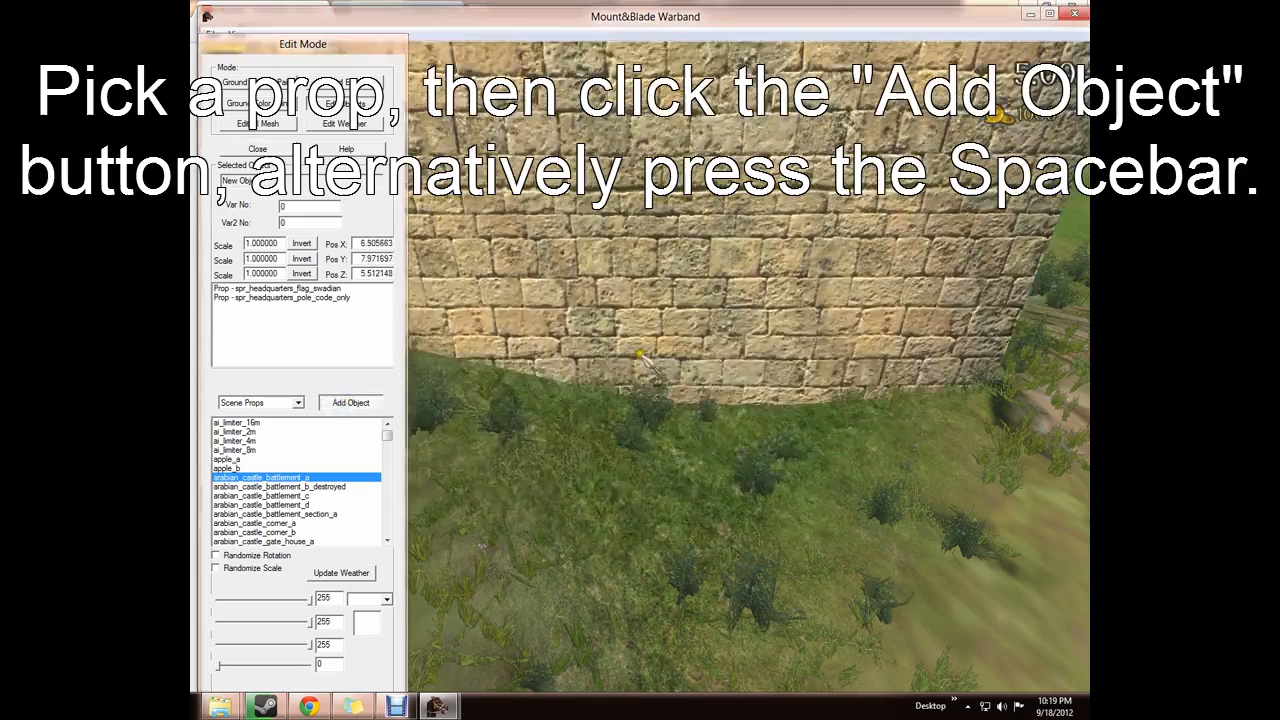 Mount&Blade Warband
Edit Mode
Pick a prop, then click the "Add Object"
button, alternatively press the Spacebar.
Mode:
Close
Help
Var No:
0
Var2 No:
0
Scale
1.000000
Invert
Pos X:
6.905663
Scale
1.000000
Invert
Pos Y:
7.971697
Scale
1.000000
Invert
Pos Z:
5.512148
Prop - spr_headquarters_flag_swadian
Prop - spr_headquarters_pole_code_only
Scene Props
Add Object
ai_limiter_16m
ai_limiter_2m
ai_limiter_4m
ai_limiter_8m
apple_a
apple_b
arabian_castle_battlement_a
arabian_castle_battlement_b_destroyed
arabian_castle_battlement_c
arabian_castle_battlement_d
arabian_castle_battlement_section_a
arabian_castle_corner_a
arabian_castle_corner_b
arabian_castle_gate_house_a
Randomize Rotation
Randomize Scale
Update Weather
255
255
255
0
Desktop
10:19 PM
9/18/2012